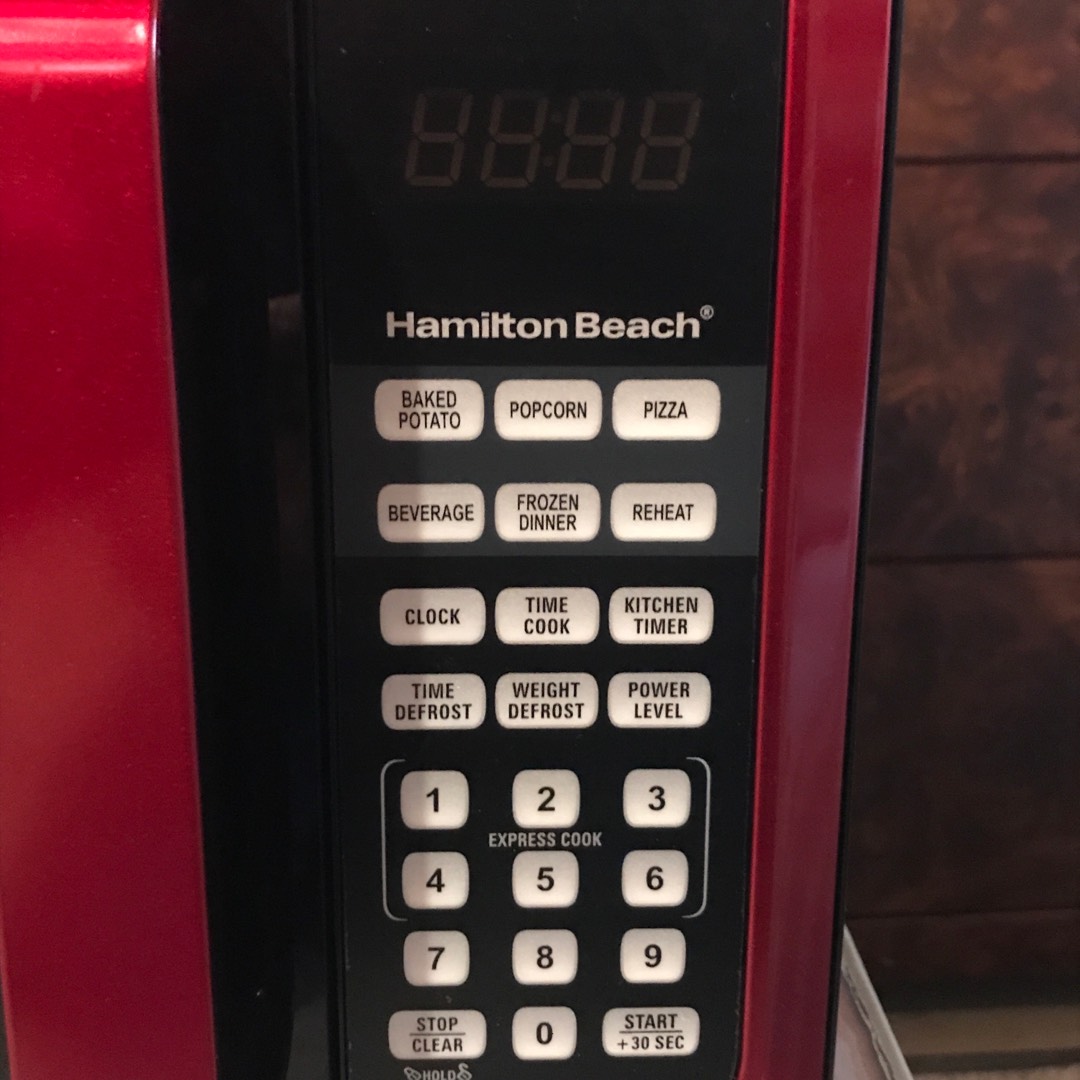 Hamilton Beach®
BAKED POTATO
POPCORN
PIZZA
BEVERAGE
FROZEN DINNER
REHEAT
CLOCK
TIME COOK
KITCHEN TIMER
TIME DEFROST
WEIGHT DEFROST
POWER LEVEL
1 2 3
EXPRESS COOK
4 5 6
7 8 9
STOP
CLEAR
0
START
+30 SEC
HOLD